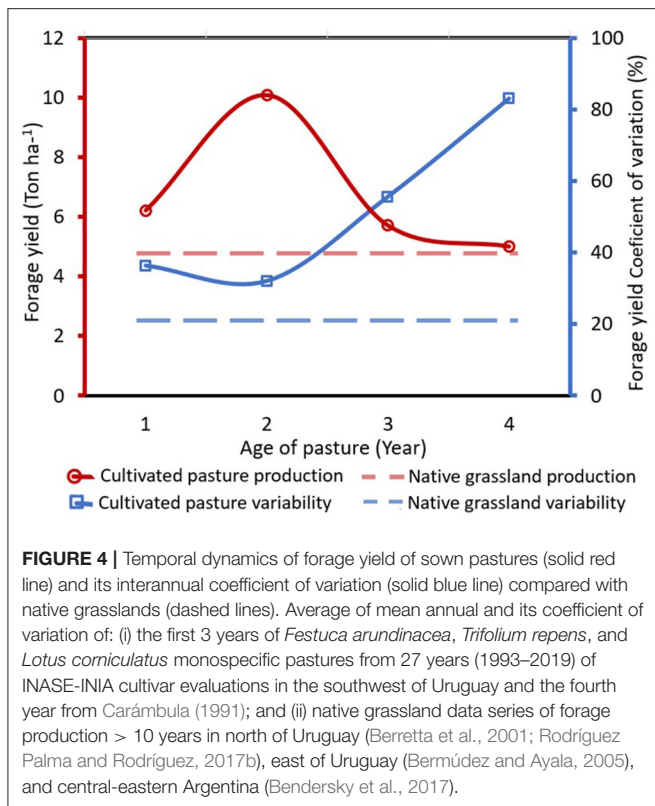 12
10
8
6
4
2
0
Forage yield (Ton ha-1)
100
80
60
40
20
0
Forage yield Coeficient of variation (%)
1 2 3 4
Age of pasture (Year)
Cultivated pasture production Native grassland production
Cultivated pasture variability Native grassland variability
FIGURE 4 | Temporal dynamics of forage yield of sown pastures (solid red
line) and its interannual coefficient of variation (solid blue line) compared with
native grasslands (dashed lines). Average of mean annual and its coefficient of
variation of: (i) the first 3 years of Festuca arundinacea, Trifolium repens, and
Lotus corniculatus monospecific pastures from 27 years (1993–2019) of
INASE-INIA cultivar evaluations in the southwest of Uruguay and the fourth
year from Carámbula (1991); and (ii) native grassland data series of forage
production > 10 years in north of Uruguay (Berretta et al., 2001; Rodríguez
Palma and Rodríguez, 2017b), east of Uruguay (Bermúdez and Ayala, 2005),
and central-eastern Argentina (Bendersky et al., 2017).